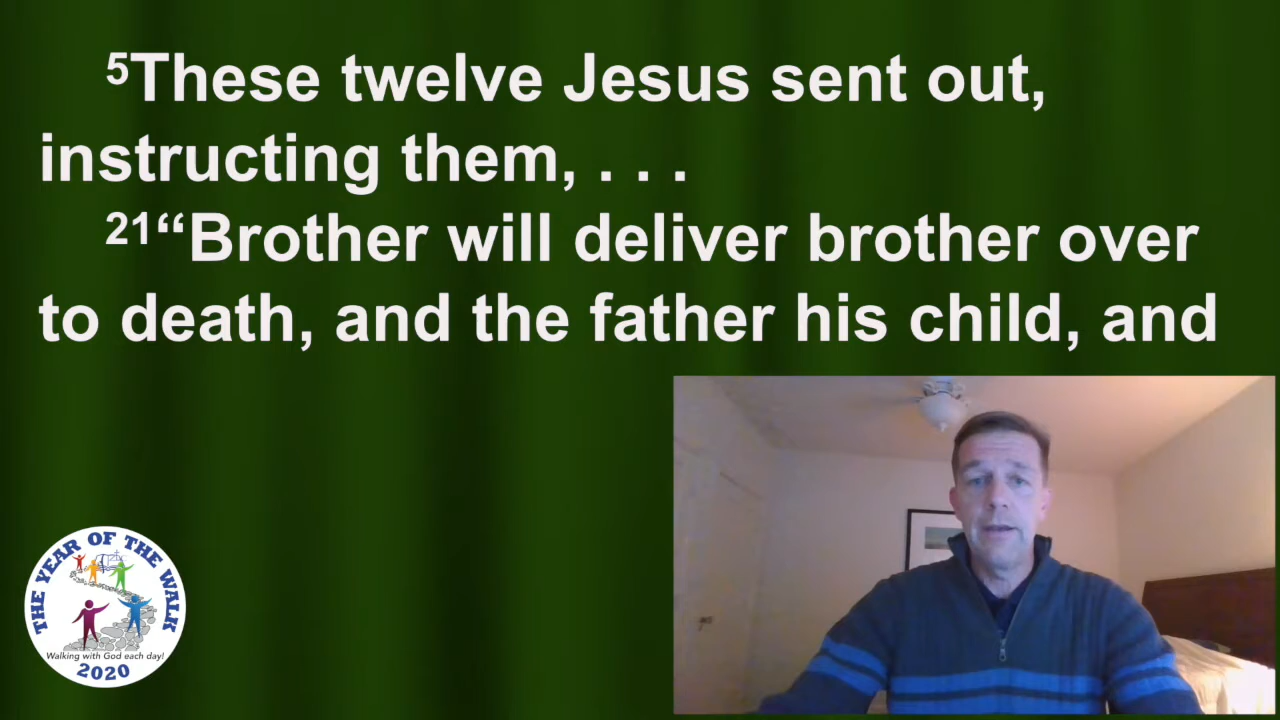 ⁵These twelve Jesus sent out,
instructing them, . . .
²¹“Brother will deliver brother over
to death, and the father his child, and
THE YEAR OF THE WALK
Walking with God each day!
2020